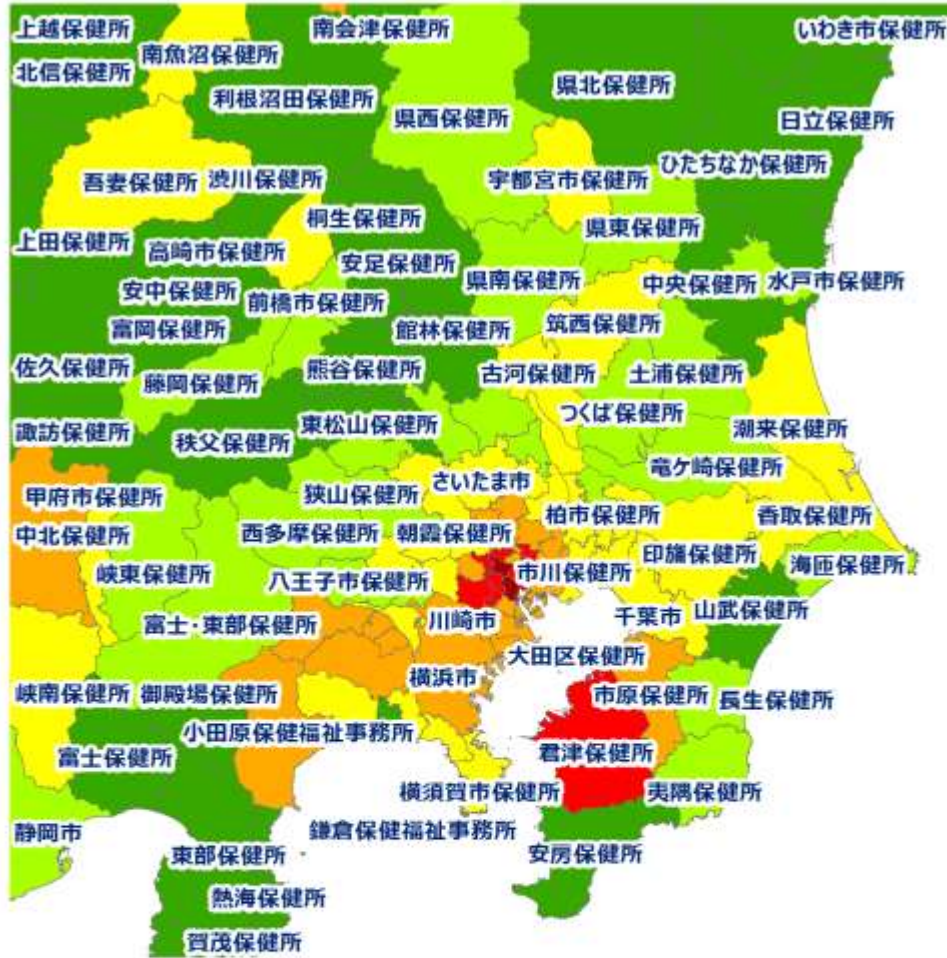 上越保健所
南会津保健所
いわき市保健所
南魚沼保健所
北信保健所
県北保健所
利根沼田保健所
県西保健所
日立保健所
ひたちなか保健所
吾妻保健所
渋川保健所
宇都宮市保健所
桐生保健所
県東保健所
上田保健所
高崎市保健所
安足保健所
県南保健所
中央保健所
水戸市保健所
安中保健所
前橋市保健所
富岡保健所
館林保健所
筑西保健所
佐久保健所
藤岡保健所
熊谷保健所
古河保健所
土浦保健所
つくば保健所
諏訪保健所
秩父保健所
東松山保健所
潮来保健所
竜ケ崎保健所
さいたま市
甲府市保健所
狭山保健所
柏市保健所
香取保健所
中北保健所
西多摩保健所
朝霞保健所
印旛保健所
海匝保健所
峡東保健所
八王子市保健所
市川保健所
富士・東部保健所
川崎市
千葉市
山武保健所
大田区保健所
横浜市
峡南保健所
御殿場保健所
市原保健所
長生保健所
小田原保健福祉事務所
富士保健所
君津保健所
横須賀市保健所
夷隅保健所
静岡市
鎌倉保健福祉事務所
東部保健所
安房保健所
熱海保健所
賀茂保健所